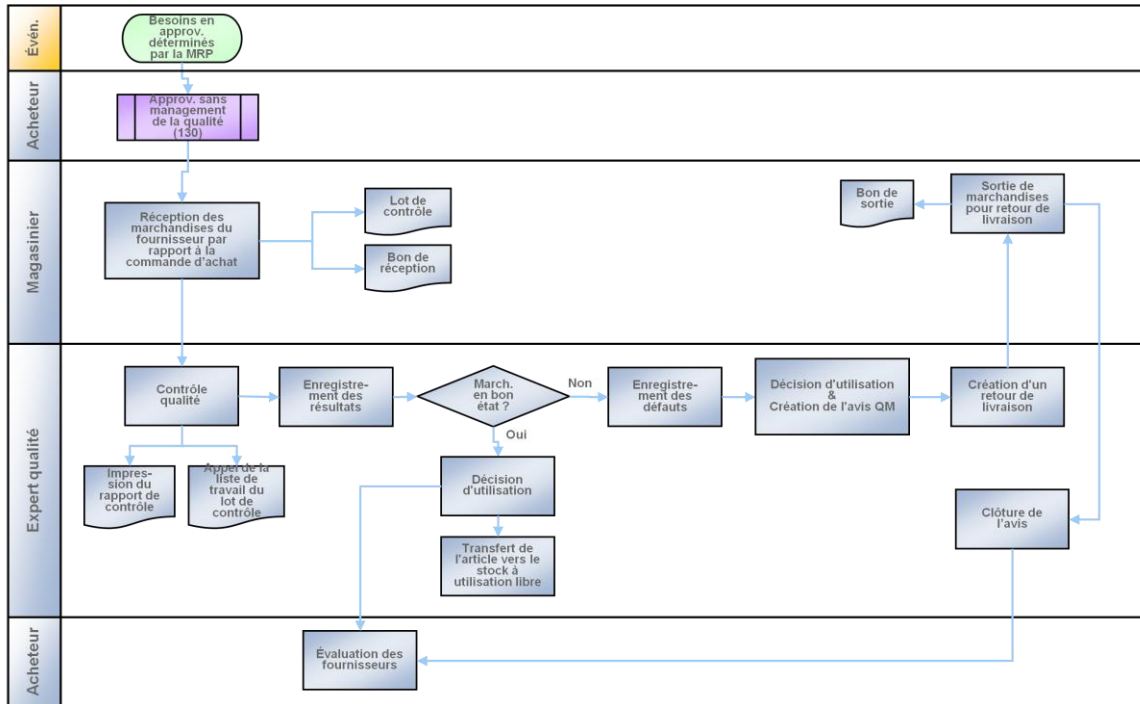 Évén.
Besoins en
approv.
déterminés
par la MRP
Acheteur
Approv. sans
management
de la qualité
(130)
Magasinier
Réception des
marchandises du
fournisseur par
rapport à la
commande d'achat
Lot de
contrôle
Bon de
réception
Bon de
sortie
Sortie de
marchandises
pour retour de
livraison
Expert qualité
Contrôle
qualité
Enregistre-
ment des
résultats
March.
en bon
état ?
Non
Oui
Enregistre-
ment des
défauts
Décision d'utilisation
&
Création de l'avis QM
Création d'un
retour de
livraison
Impres-
sion du
rapport de
contrôle
Appel de la
liste de
travail du
lot de
contrôle
Décision
d'utilisation
Transfert de
l'article vers le
stock à
utilisation libre
Clôture de
l'avis
Acheteur
Évaluation des
fournisseurs